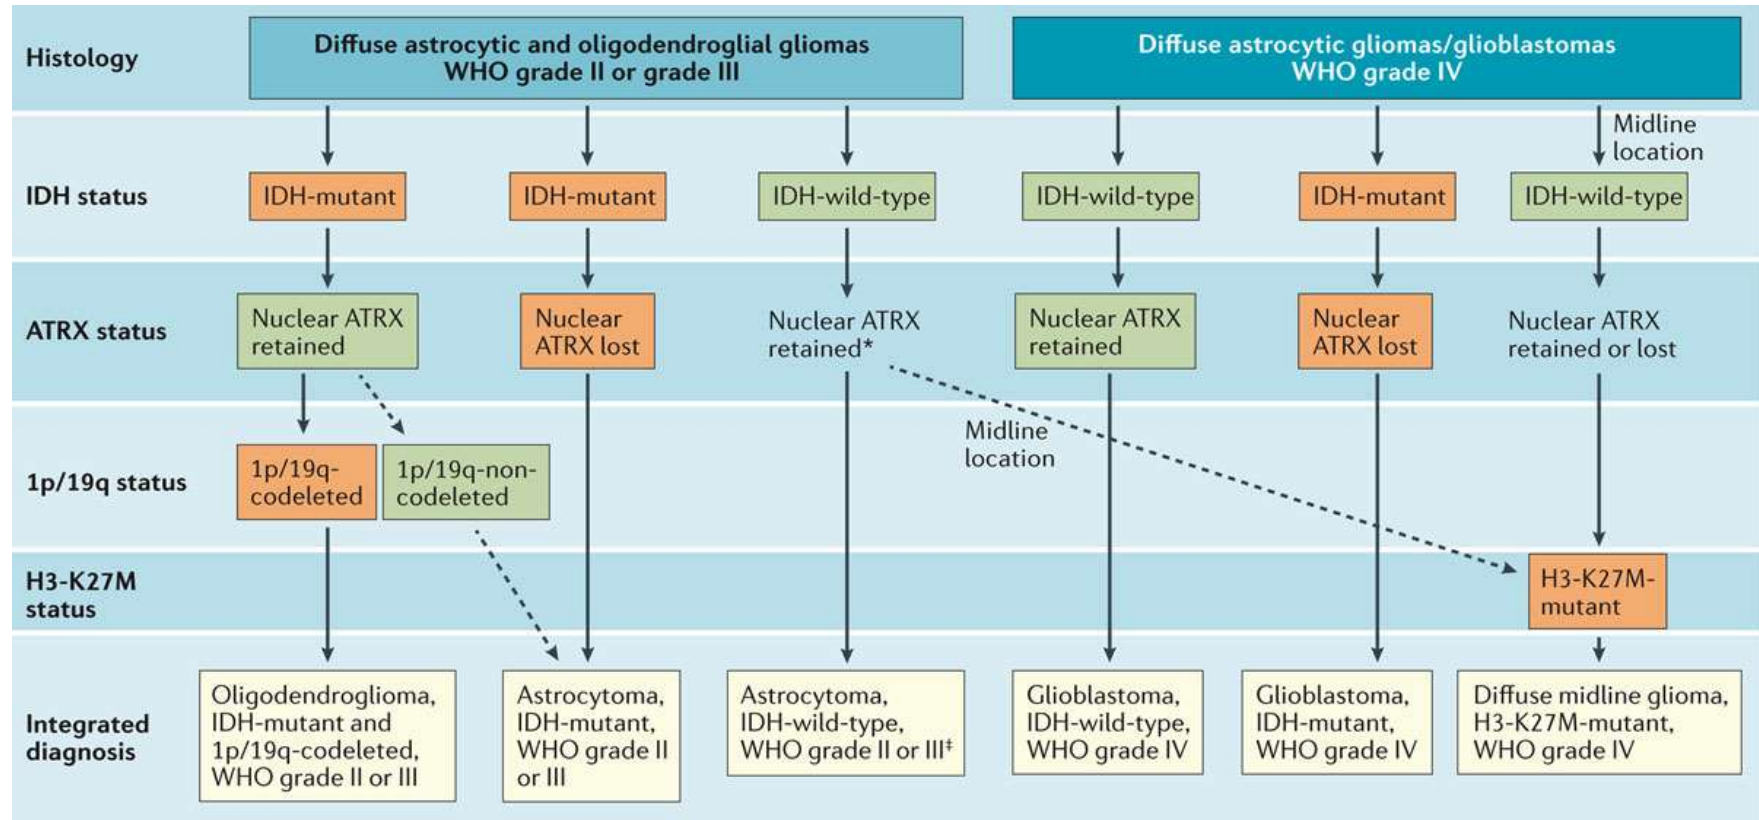 Histology
Diffuse astrocytic and oligodendroglial gliomas
WHO grade II or grade III
Diffuse astrocytic gliomas/glioblastomas
WHO grade IV
Midline
location
IDH status
IDH-mutant
IDH-mutant
IDH-wild-type
IDH-wild-type
IDH-mutant
IDH-wild-type
ATRX status
Nuclear ATRX
retained
Nuclear
ATRX lost
Nuclear ATRX
retained*
Nuclear ATRX
retained
Nuclear
ATRX lost
Nuclear ATRX
retained or lost
Midline
location
1p/19q status
1p/19q-
codeleted
1p/19q-non-
codeleted
H3-K27M
status
H3-K27M-
mutant
Integrated
diagnosis
Oligodendroglioma,
IDH-mutant and
1p/19q-codeleted,
WHO grade II or III
Astrocytoma,
IDH-mutant,
WHO grade II
or III
Astrocytoma,
IDH-wild-type,
WHO grade II or III‡
Glioblastoma,
IDH-wild-type,
WHO grade IV
Glioblastoma,
IDH-mutant,
WHO grade IV
Diffuse midline glioma,
H3-K27M-mutant,
WHO grade IV